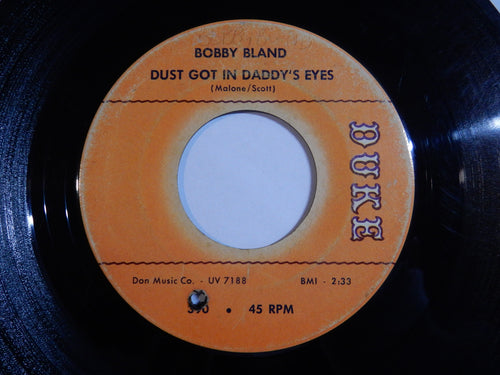 BOBBY BLAND
DUST GOT IN DADDY'S EYES
(Malone/Scott)
DUKE
Don Music Co. - UV 7188
BMI - 2:33
390 • 45 RPM